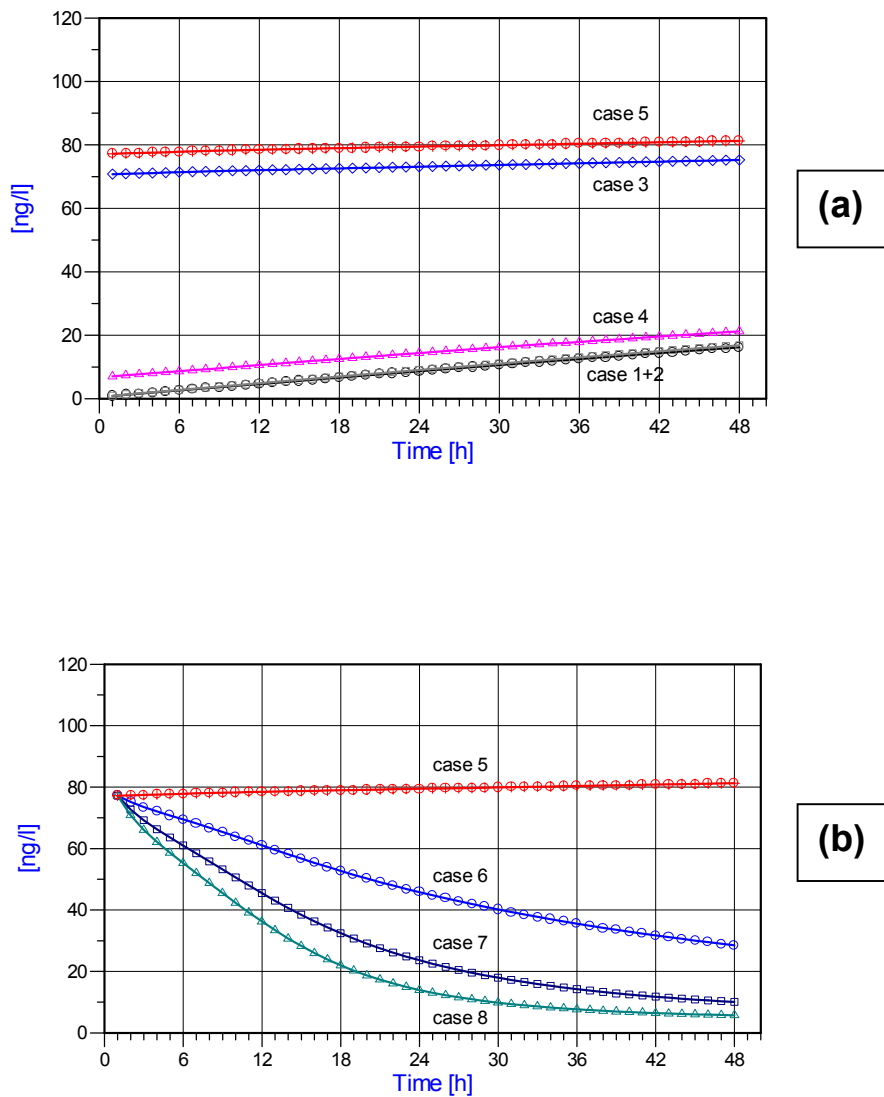 120
100
80
60
40
20
0
[ng/l]
case 5
case 3
case 4
case 1+2
0 6 12 18 24 30 36 42 48
Time [h]
(a)
120
100
80
60
40
20
0
[ng/l]
case 5
case 6
case 7
case 8
0 6 12 18 24 30 36 42 48
Time [h]
(b)